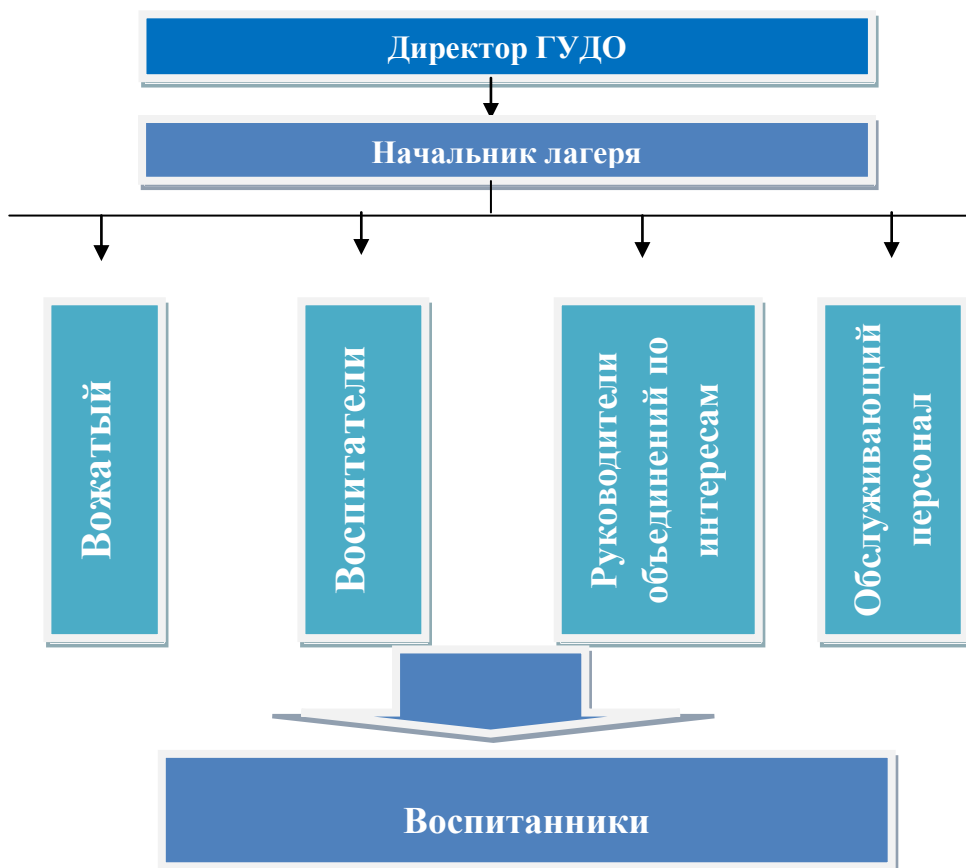 Директор ГУДО
Начальник лагеря
Вожатый
Воспитатели
Руководители
объединений по
интересам
Обслуживающий
персонал
Воспитанники